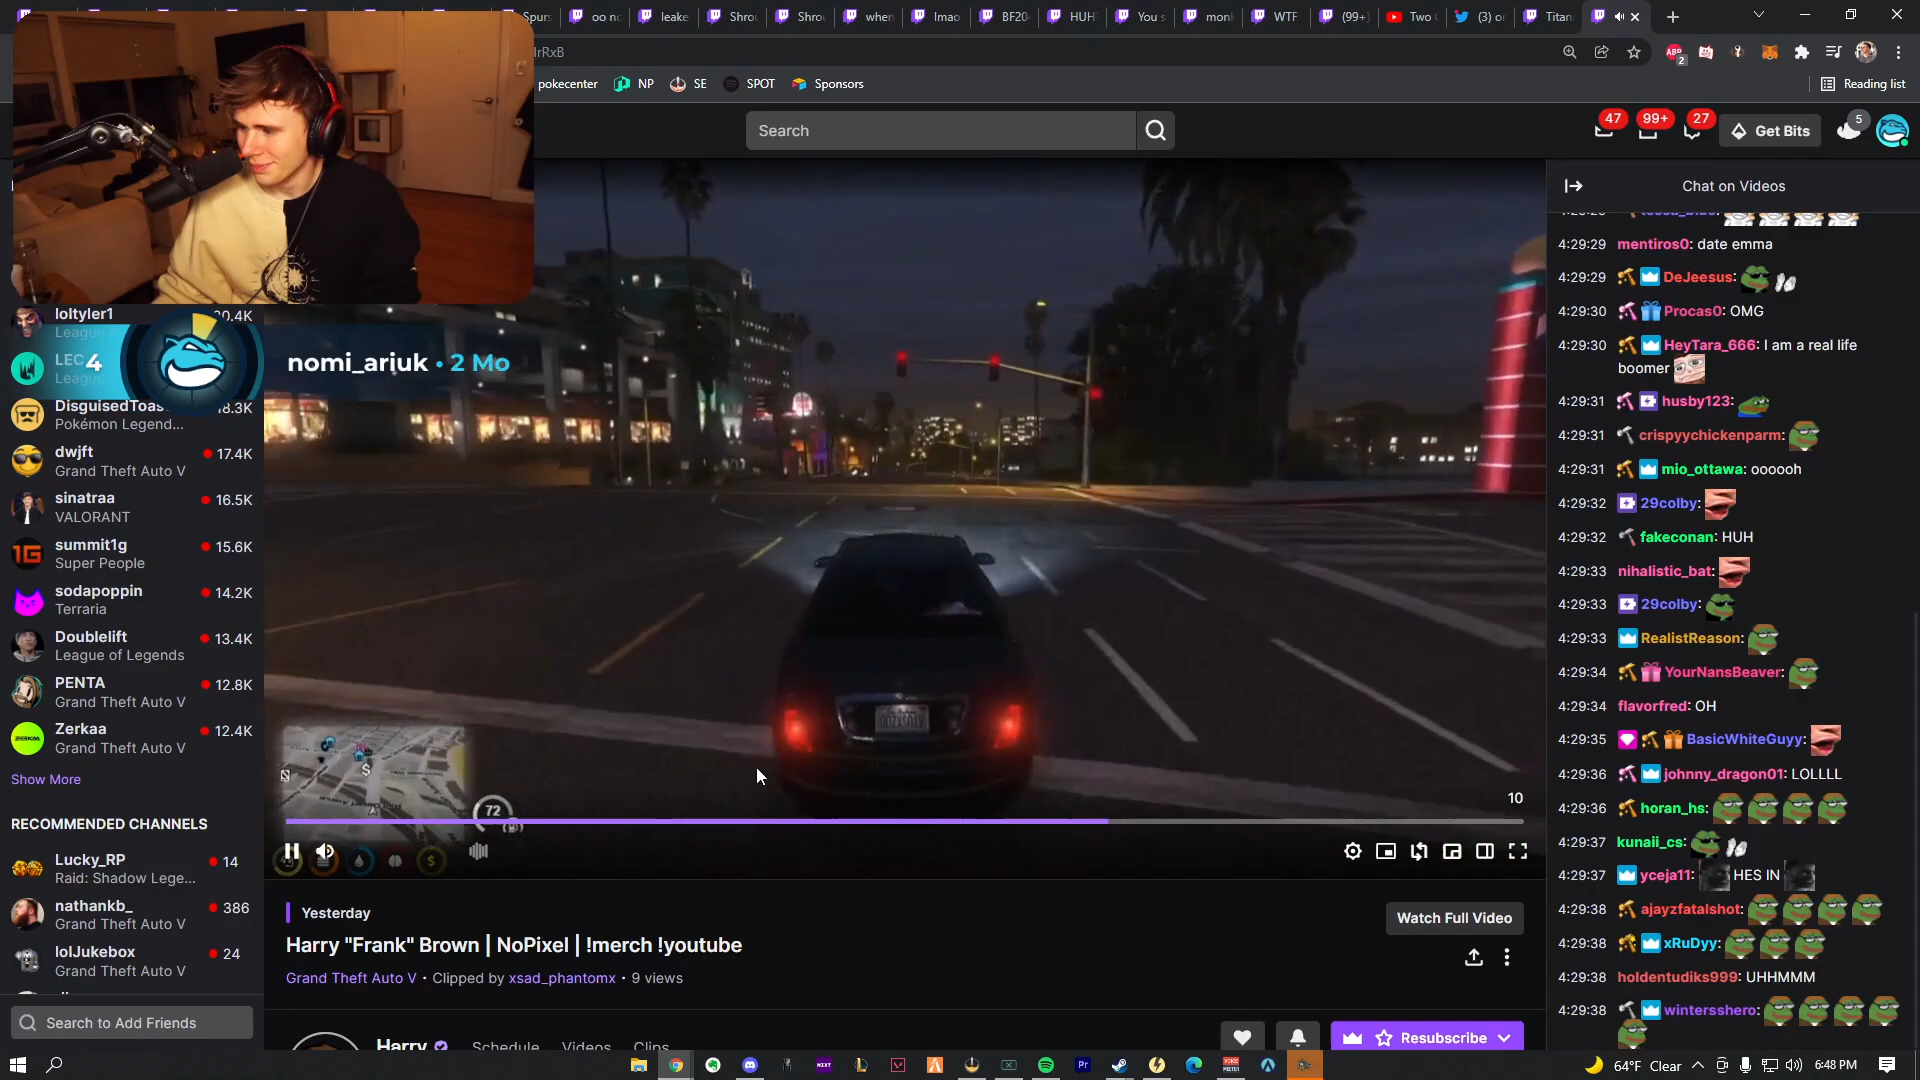 Spurs
oo no
leake
Shrou
Shrou
when
lmao
BF20
HUH
You s
monk
WTF
(99+)
Two
(3) or
Titan
IrRxB
pokecenter
NP
SE
SPOT
Sponsors
Reading list
Search
47
99+
27
Get Bits
5
loltyler1
20.4K
League
LEC
4
League
nomi_ariuk • 2 Mo
DisguisedToas...
18.3K
Pokémon Legend...
dwjft
17.4K
Grand Theft Auto V
sinatraa
16.5K
VALORANT
summit1g
15.6K
Super People
sodapoppin
14.2K
Terraria
Doublelift
13.4K
League of Legends
PENTA
12.8K
Grand Theft Auto V
Zerkaa
12.4K
Grand Theft Auto V
Show More
RECOMMENDED CHANNELS
Lucky_RP
14
Raid: Shadow Lege...
nathankb_
386
Grand Theft Auto V
lolJukebox
24
Grand Theft Auto V
Search to Add Friends
72
10
Yesterday
Watch Full Video
Harry "Frank" Brown | NoPixel | !merch !youtube
Grand Theft Auto V • Clipped by xsad_phantomx • 9 views
Harry
Schedule
Videos
Clips
Resubscribe
Chat on Videos
4:29:29 mentiros0: date emma
4:29:29 DeJeesus:
4:29:30 Procas0: OMG
4:29:30 HeyTara_666: I am a real life
boomer
4:29:31 husby123:
4:29:31 crispyychickenparm:
4:29:31 mio_ottawa: oooooh
4:29:32 29colby:
4:29:32 fakeconan: HUH
4:29:33 nihalistic_bat:
4:29:33 29colby:
4:29:33 RealistReason:
4:29:34 YourNansBeaver:
4:29:34 flavorfred: OH
4:29:35 BasicWhiteGuyy:
4:29:36 johnny_dragon01: LOLLLL
4:29:36 horan_hs:
4:29:37 kunaii_cs:
4:29:37 yceja11: HES IN
4:29:38 ajayzfatalshot:
4:29:38 xRuDyy:
4:29:38 holdentudiks999: UHHMMM
4:29:38 wintersshero:
64°F Clear
6:48 PM